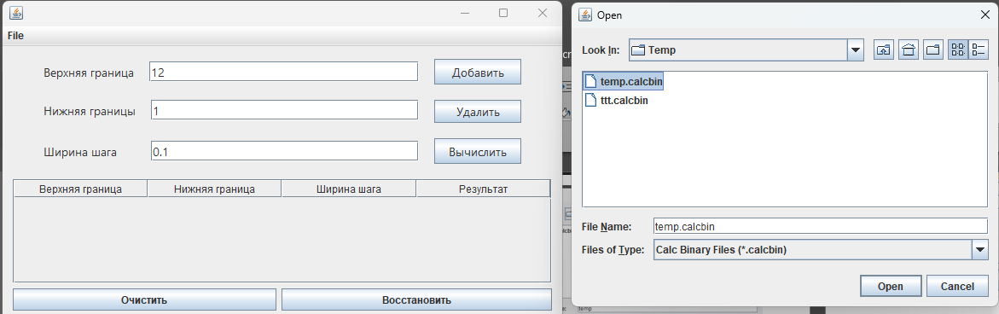 File
Верхняя граница
12
Добавить
Нижняя границы
1
Удалить
Ширина шага
0.1
Вычислить
Верхняя граница Нижняя граница Ширина шага Результат
Очистить Восстановить
Open
Look In: Temp
temp.calcbin
ttt.calcbin
File Name: temp.calcbin
Files of Type: Calc Binary Files (*.calcbin)
Open Cancel
temp